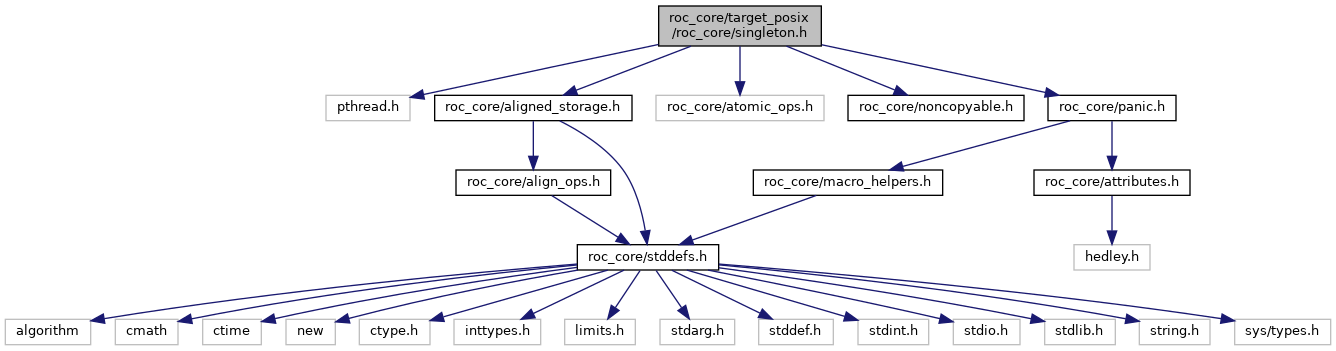 roc_core/target_posix
/roc_core/singleton.h
pthread.h
roc_core/aligned_storage.h
roc_core/atomic_ops.h
roc_core/noncopyable.h
roc_core/panic.h
roc_core/align_ops.h
roc_core/macro_helpers.h
roc_core/attributes.h
roc_core/stddefs.h
hedley.h
algorithm
cmath
ctime
new
ctype.h
inttypes.h
limits.h
stdarg.h
stddef.h
stdint.h
stdio.h
stdlib.h
string.h
sys/types.h